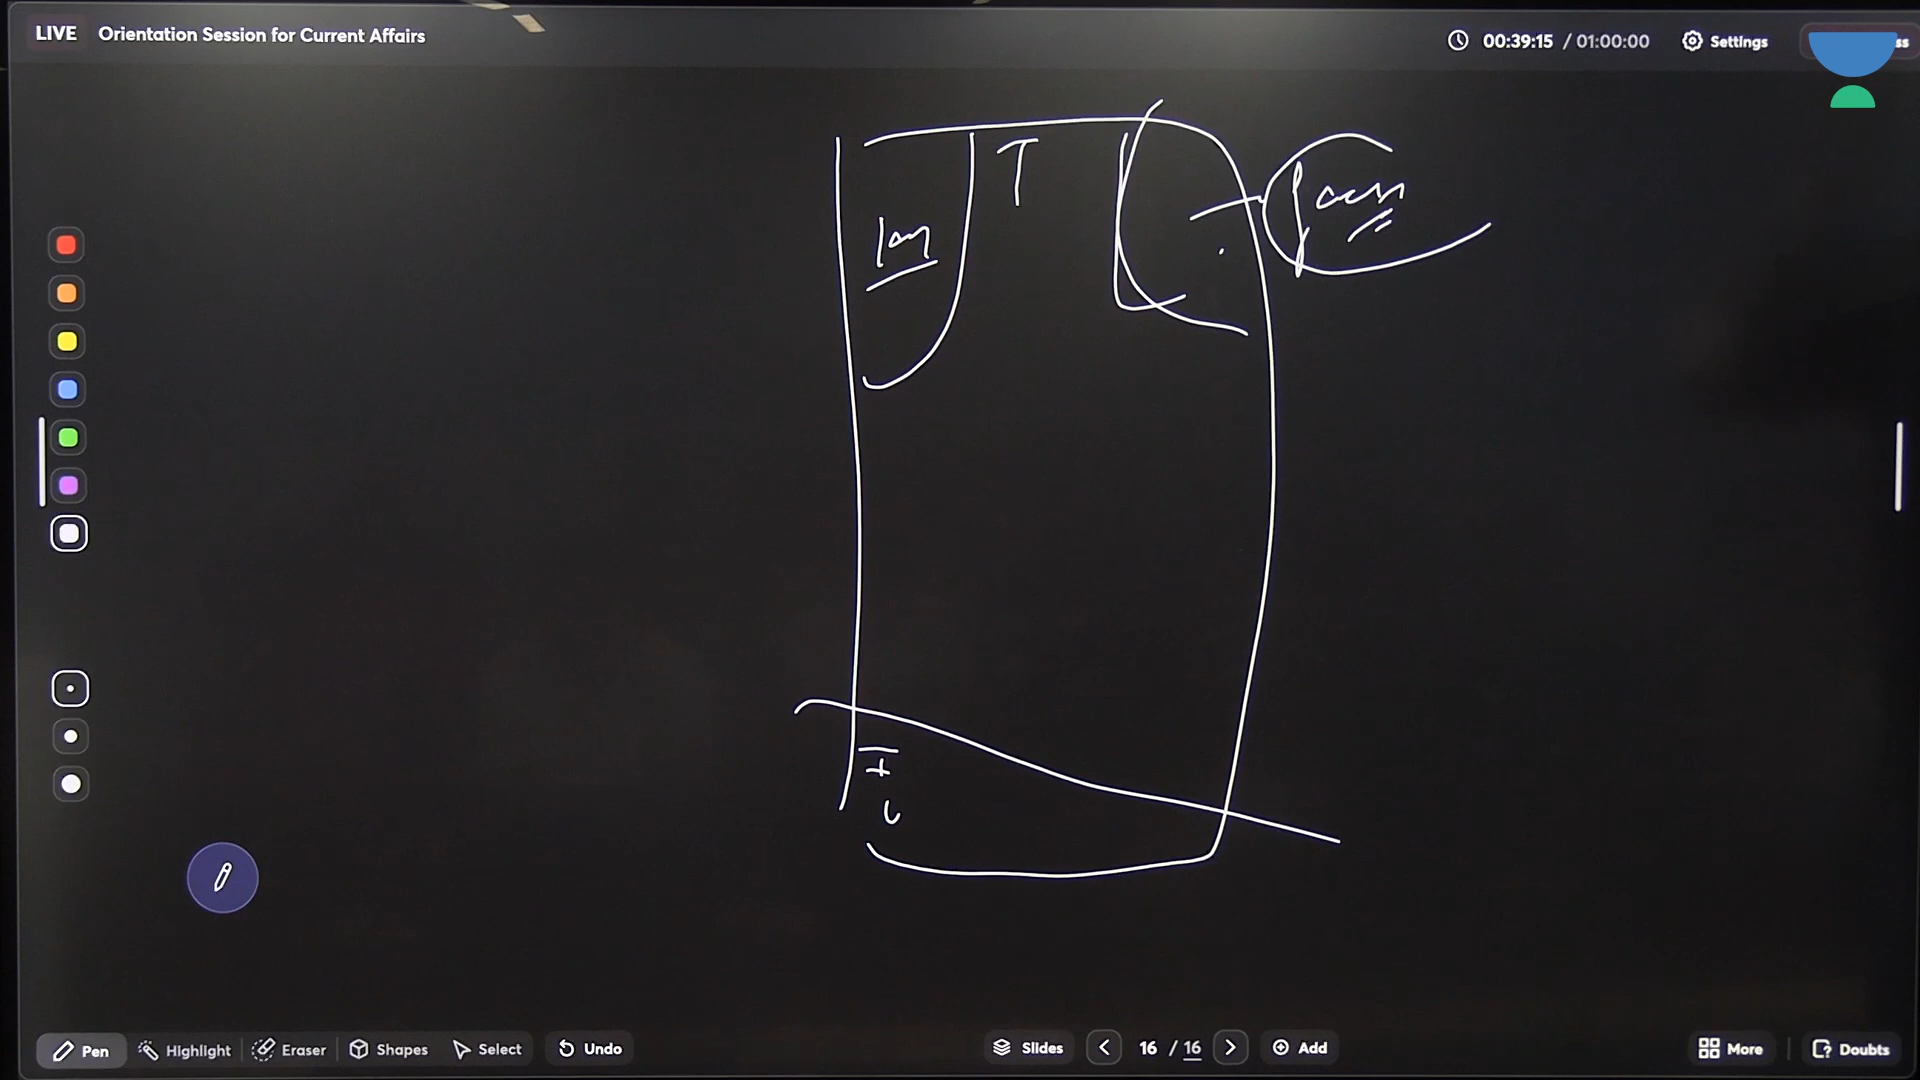 LIVE Orientation Session for Current Affairs
00:39:15 / 01:00:00 Settings ss
T
Pen Highlight Eraser Shapes Select Undo
Slides 16 / 16 Add
More Doubts